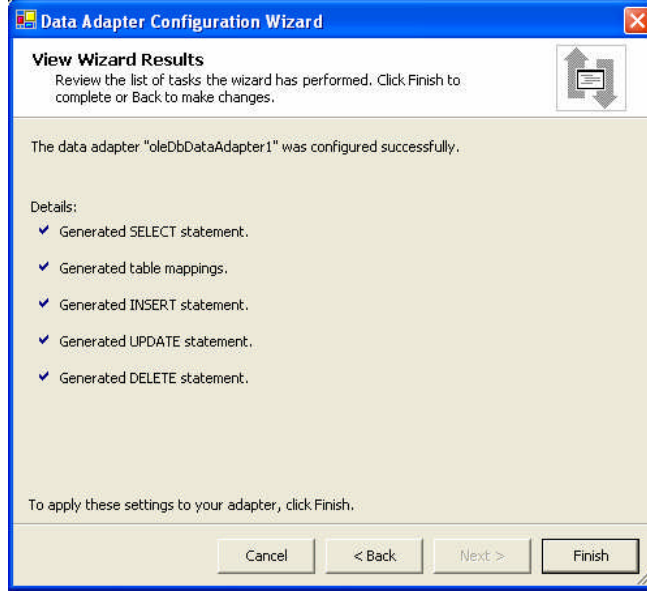 Data Adapter Configuration Wizard
View Wizard Results
Review the list of tasks the wizard has performed. Click Finish to
complete or Back to make changes.
The data adapter "oleDbDataAdapter1" was configured successfully.
Details:
Generated SELECT statement.
Generated table mappings.
Generated INSERT statement.
Generated UPDATE statement.
Generated DELETE statement.
To apply these settings to your adapter, click Finish.
Cancel < Back Next > Finish